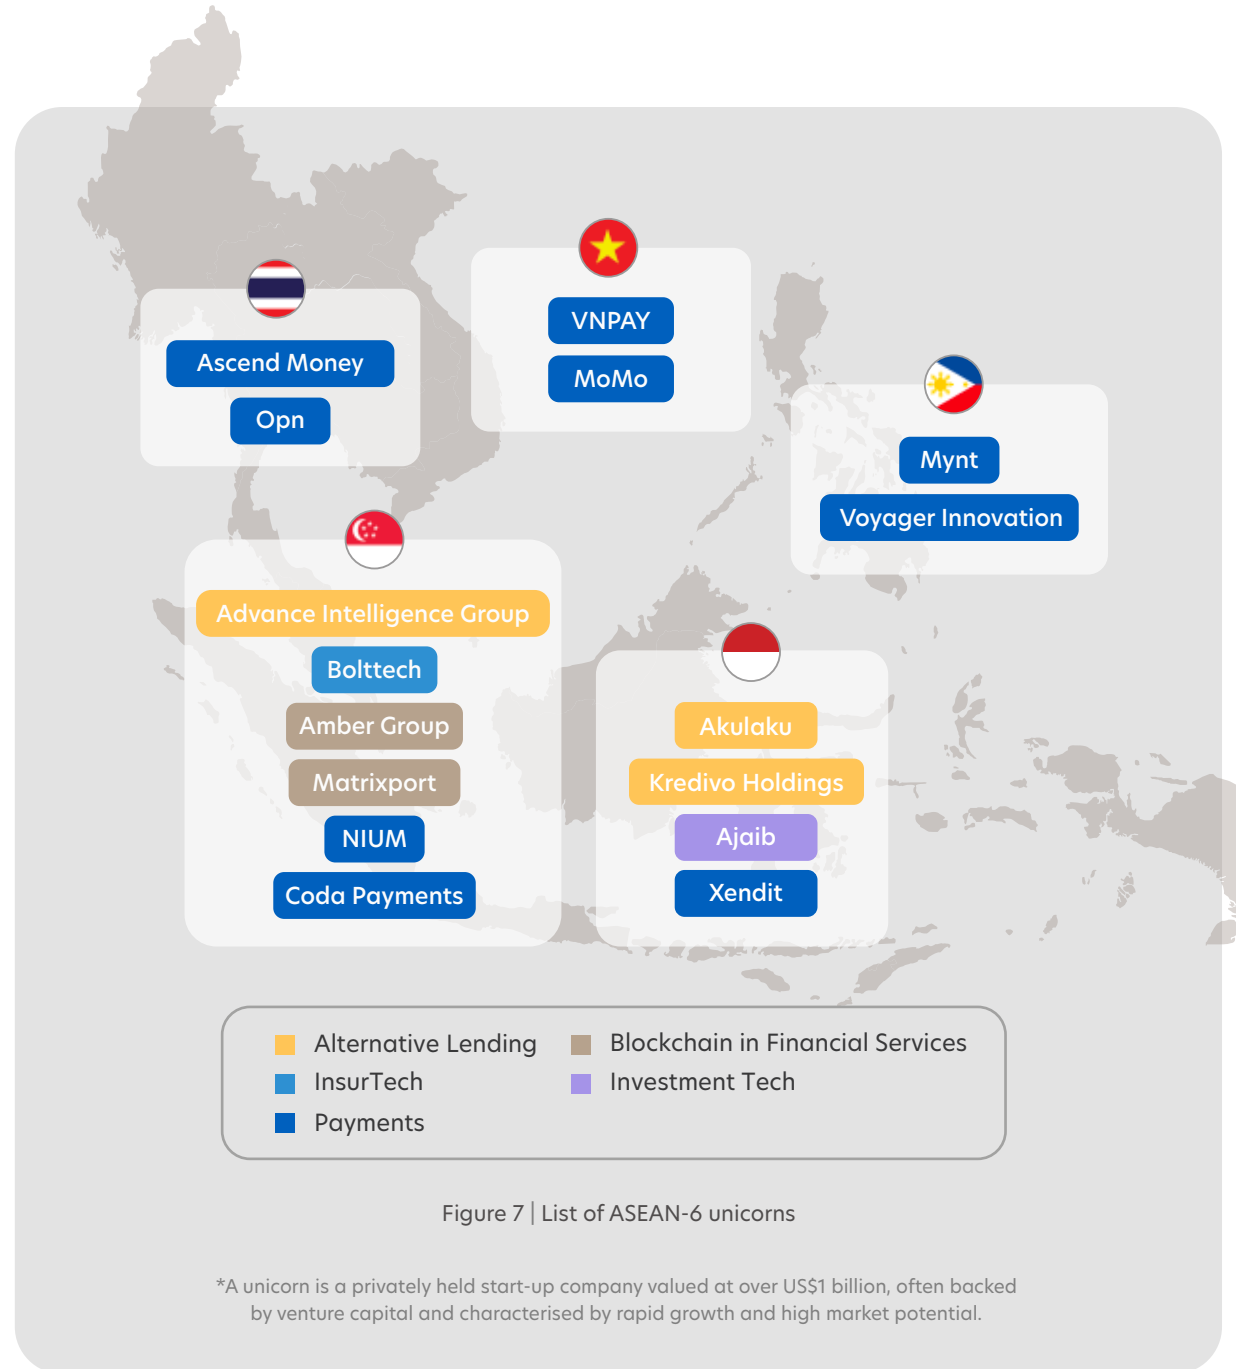 VNPAY
MoMo
Ascend Money
Opn
Mynt
Voyager Innovation
Advance Intelligence Group
Bolttech
Amber Group
Matrixport
NIUM
Coda Payments
Akulaku
Kredivo Holdings
Ajaib
Xendit
Alternative Lending
Blockchain in Financial Services
InsurTech
Investment Tech
Payments
Figure 7 | List of ASEAN-6 unicorns
*A unicorn is a privately held start-up company valued at over US$1 billion, often backed
by venture capital and characterised by rapid growth and high market potential.